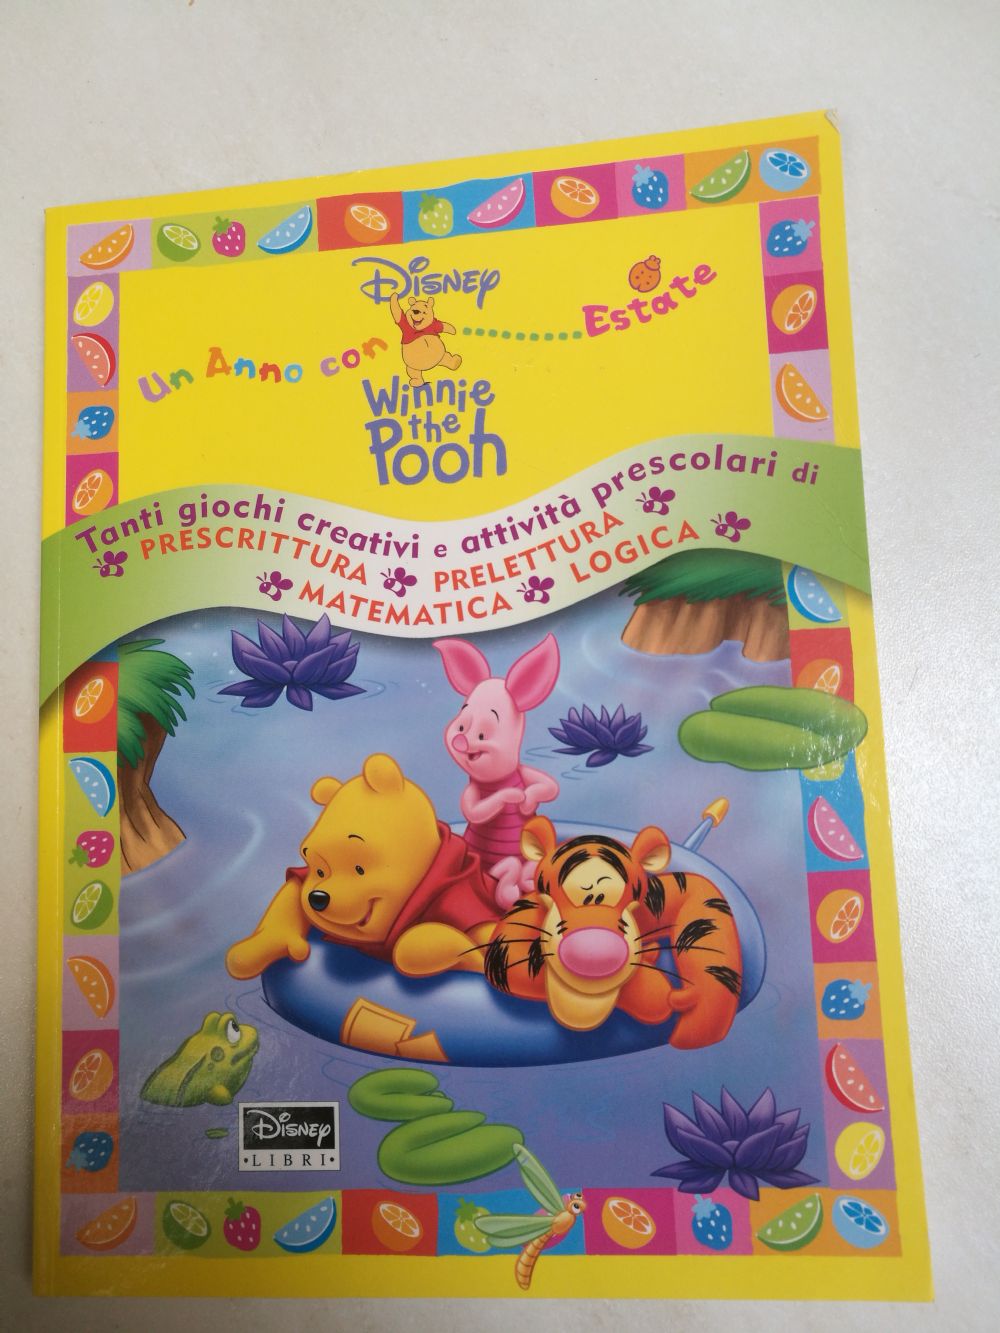 Disney
Un Anno con
Estate
Winnie
the
Pooh
Tanti giochi creativi e attività prescolari di
PRESCRITTURA PRELETTURA
MATEMATICA LOGICA
Disney
• LIBRI •